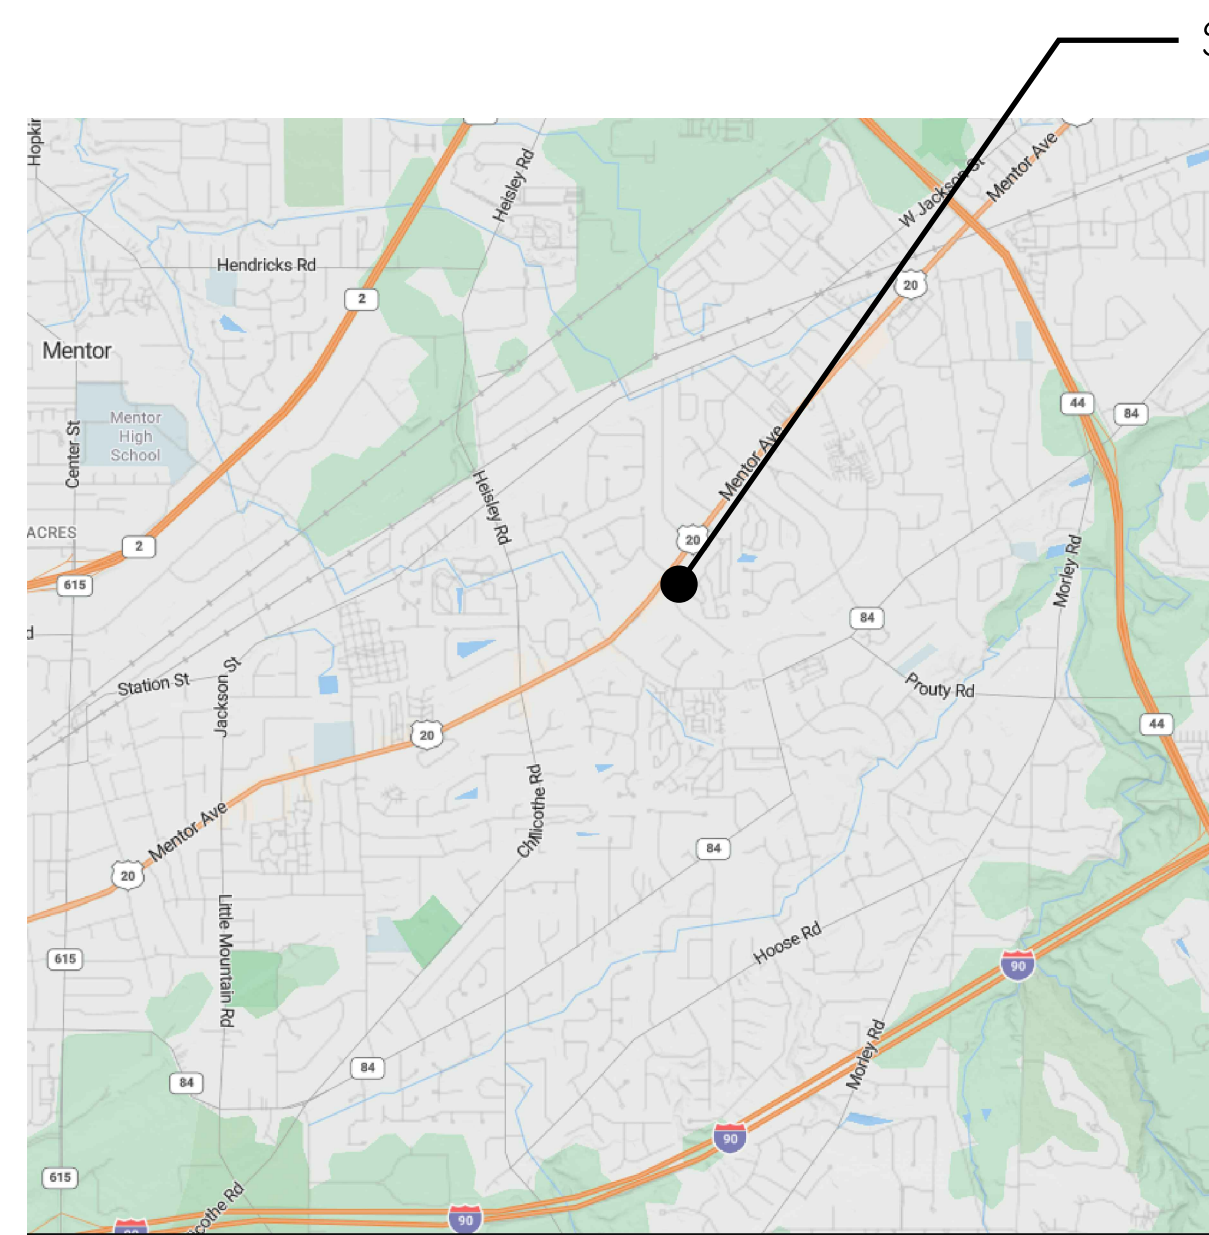 S
Hopkin
Heisley Rd
W Jackson St
Mentor Ave
Hendricks Rd
20
2
Mentor
44
84
Mentor
High
School
Center St
Mentor Ave
Heisley Rd
ACRES
2
20
615
Morley Rd
84
d
Station St
Jackson St
Prouty Rd
20
44
Mentor Ave
Chillicothe Rd
84
20
Little Mountain Rd
Hoose Rd
615
90
Morley Rd
84
84
90
615
icothe Rd
90
90